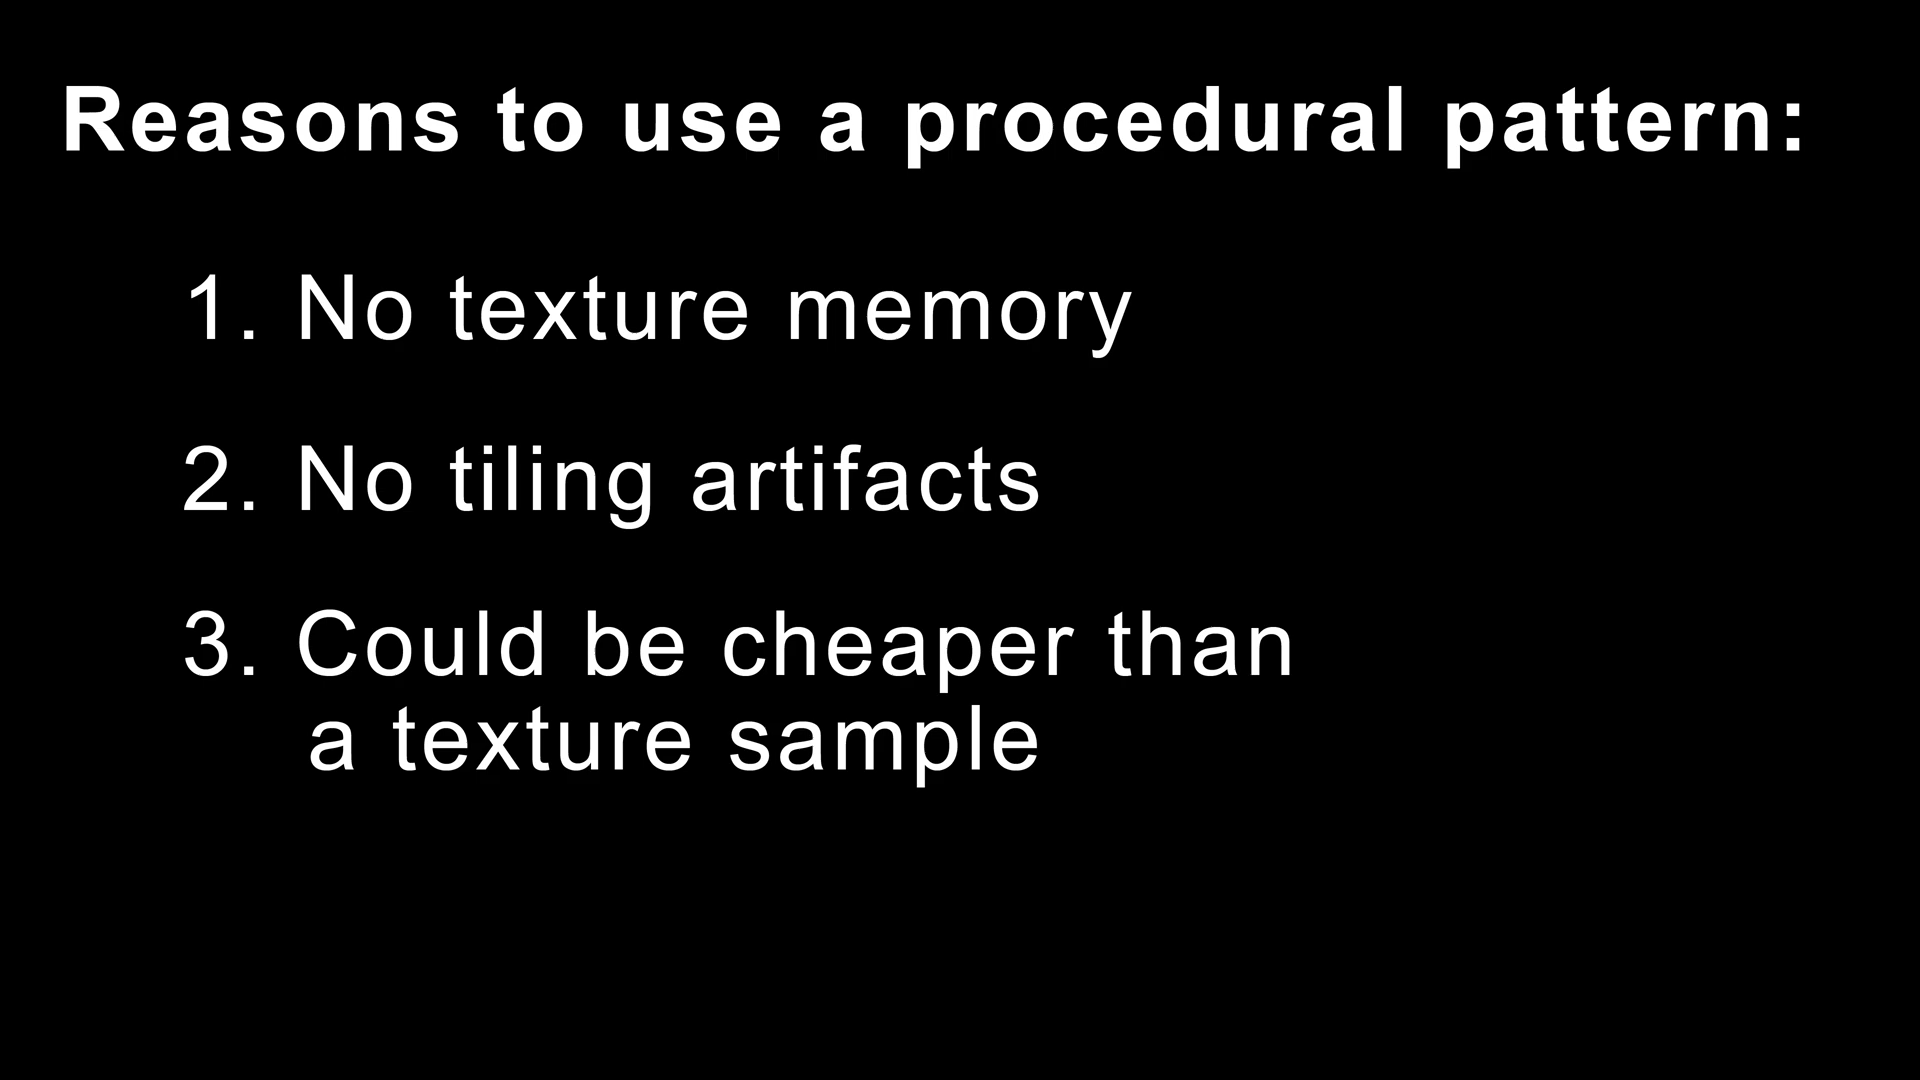 Reasons to use a procedural pattern:
1. No texture memory
2. No tiling artifacts
3. Could be cheaper than
a texture sample